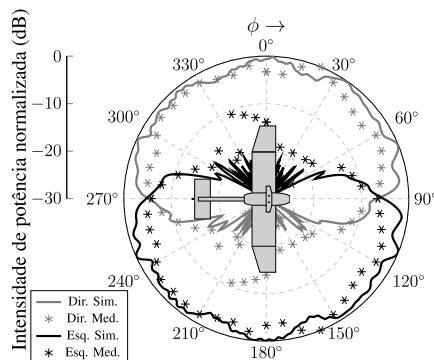 Intensidade de potência normalizada (dB)
0
−10
−20
−30
ϕ →
0°
30°
60°
90°
120°
150°
180°
210°
240°
270°
300°
330°
Dir. Sim.
Dir. Med.
Esq. Sim.
Esq. Med.